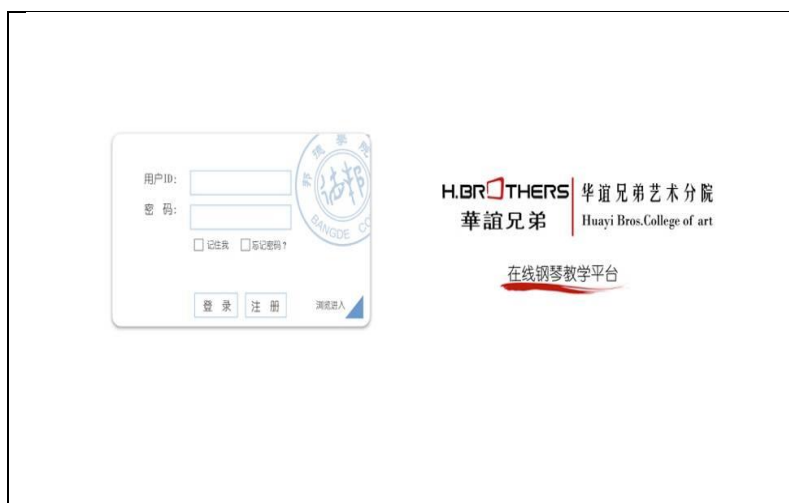 用户ID:
密 码:
记住我 忘记密码?
登 录 注 册 浏览进入
BANGDE CO
H.BROTHERS
華誼兄弟
华谊兄弟艺术分院
Huayi Bros.College of art
在线钢琴教学平台